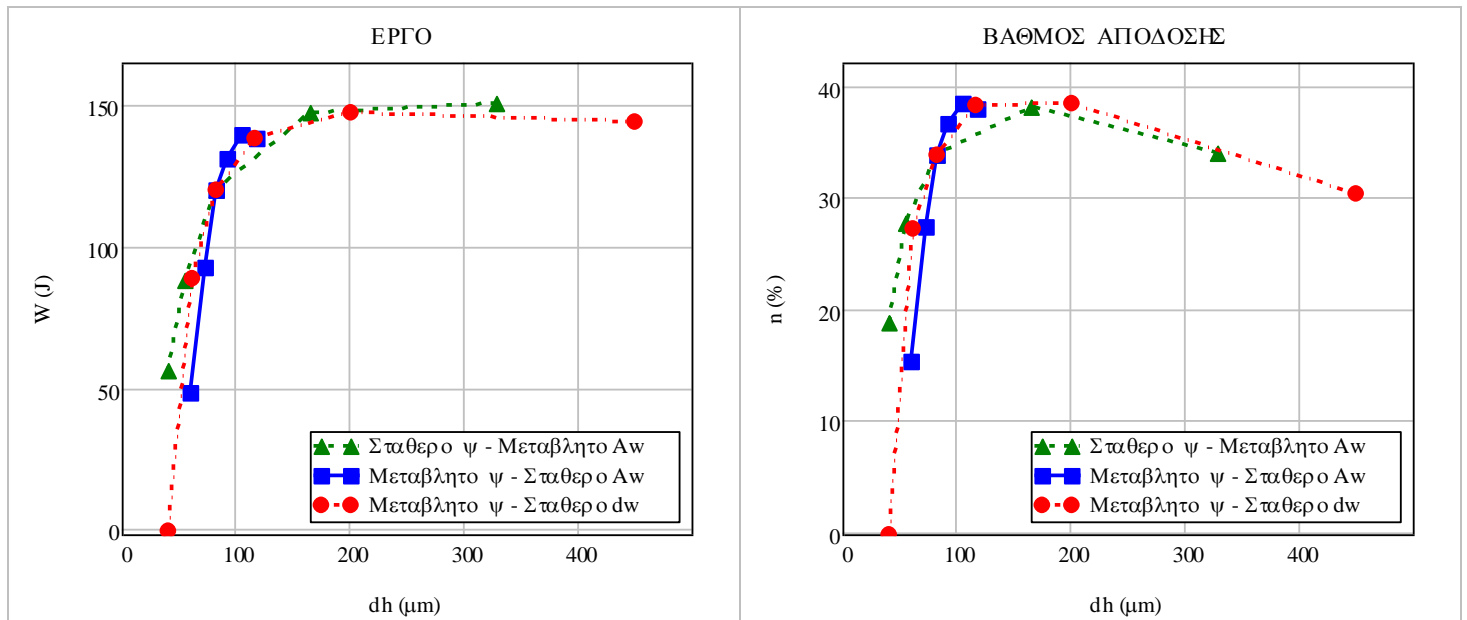 ΕΡΓΟ
150
100
50
0
W (J)
0 100 200 300 400
dh (μm)
Σταθερο ψ - Μεταβλητο Aw
Μεταβλητο ψ - Σταθερο Aw
Μεταβλητο ψ - Σταθερο dw
ΒΑΘΜΟΣ ΑΠΟΔΟΣΗΣ
40
30
20
10
0
n (%)
0 100 200 300 400
dh (μm)
Σταθερο ψ - Μεταβλητο Aw
Μεταβλητο ψ - Σταθερο Aw
Μεταβλητο ψ - Σταθερο dw